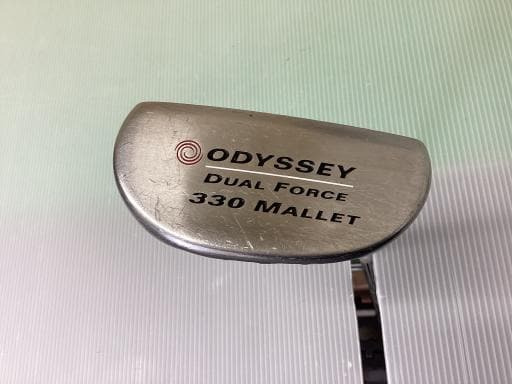 ODYSSEY
DUAL FORCE
330 MALLET